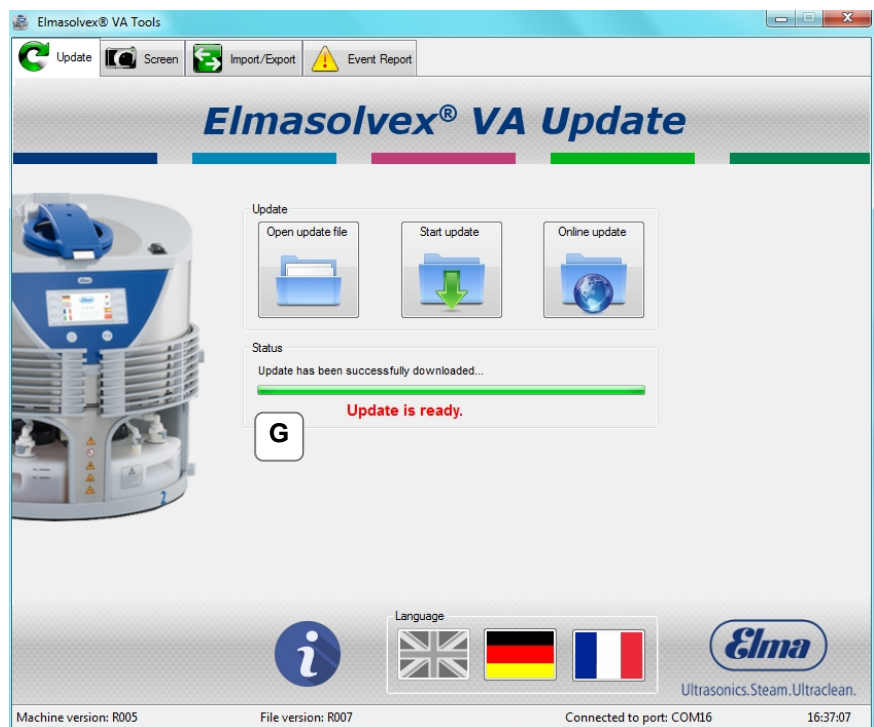 Elmasolvex® VA Tools
Update Screen Import/Export Event Report
Elmasolvex® VA Update
Update
Open update file Start update Online update
Status
Update has been successfully downloaded...
Update is ready.
G
2
Language
i
Elma
Ultrasonics.Steam.Ultraclean.
Machine version: R005 File version: R007 Connected to port: COM16 16:37:07